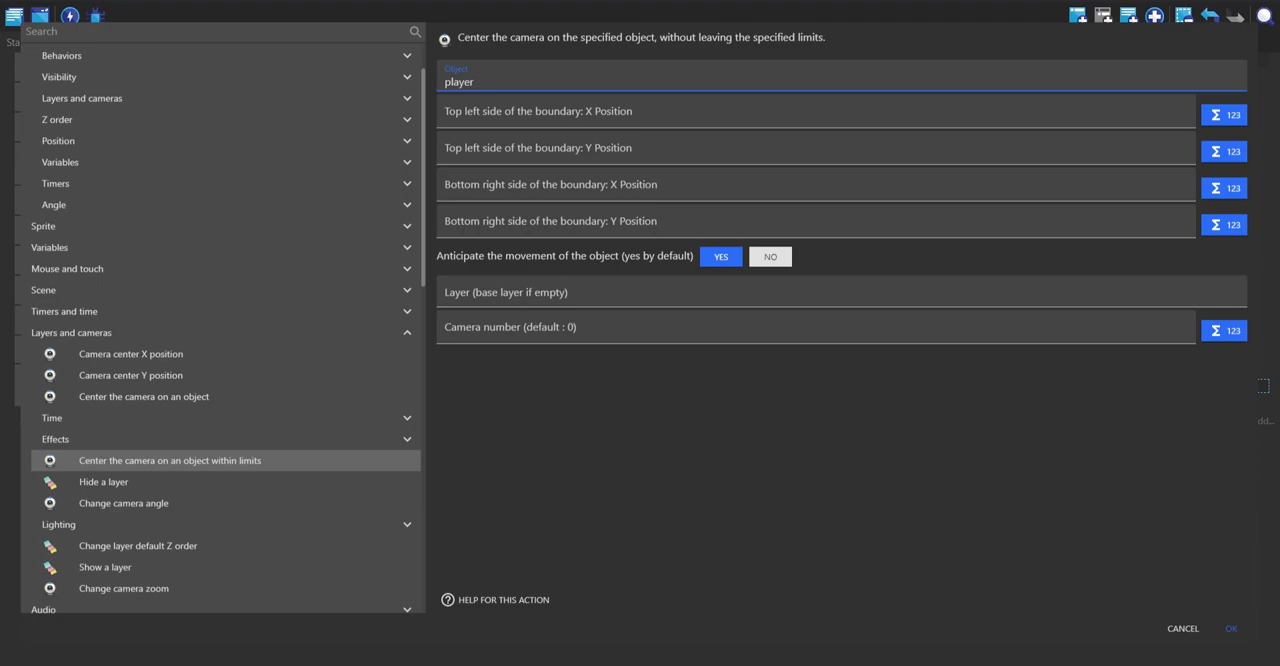 Sta
Search
Behaviors
Visibility
Layers and cameras
Z order
Position
Variables
Timers
Angle
Sprite
Variables
Mouse and touch
Scene
Timers and time
Layers and cameras
Camera center X position
Camera center Y position
Center the camera on an object
Time
Effects
Center the camera on an object within limits
Hide a layer
Change camera angle
Lighting
Change layer default Z order
Show a layer
Change camera zoom
Audio
Center the camera on the specified object, without leaving the specified limits.
Object
player
Top left side of the boundary: X Position
Σ 123
Top left side of the boundary: Y Position
Σ 123
Bottom right side of the boundary: X Position
Σ 123
Bottom right side of the boundary: Y Position
Σ 123
Anticipate the movement of the object (yes by default) YES NO
Layer (base layer if empty)
Camera number (default : 0)
Σ 123
? HELP FOR THIS ACTION
CANCEL OK
dd...